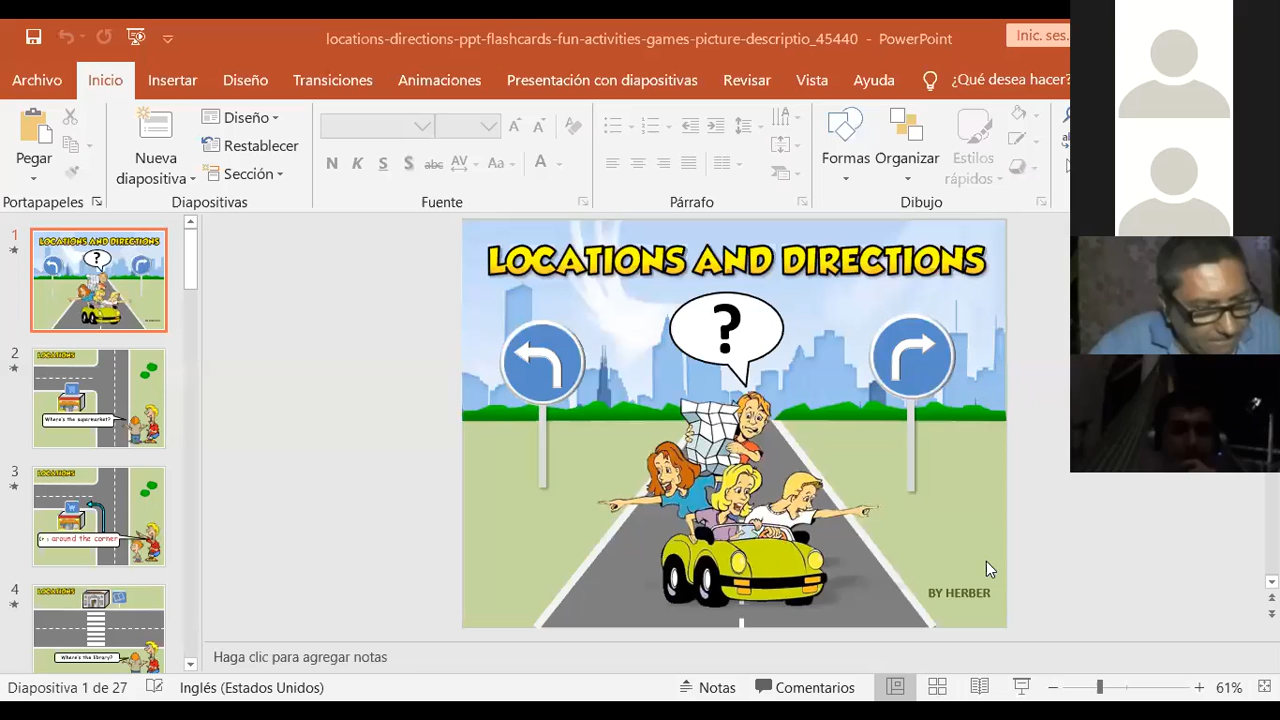 locations-directions-ppt-flashcards-fun-activities-games-picture-descriptio_45440 - PowerPoint
Inic. ses.
Archivo Inicio Insertar Diseño Transiciones Animaciones Presentación con diapositivas Revisar Vista Ayuda ¿Qué desea hacer?
Pegar
Nueva diapositiva
Diseño
Restablecer
Sección
N K S S abc AV Aa A
Formas Organizar Estilos rápidos
Portapapeles Diapositivas Fuente Párrafo Dibujo
1
LOCATIONS AND DIRECTIONS
?
2
LOCATIONS
Where's the supermarket?
3
LOCATIONS
around the corner
4
LOCATIONS
Where's the library?
LOCATIONS AND DIRECTIONS
?
BY HERBER
Haga clic para agregar notas
Diapositiva 1 de 27 Inglés (Estados Unidos) Notas Comentarios 61%